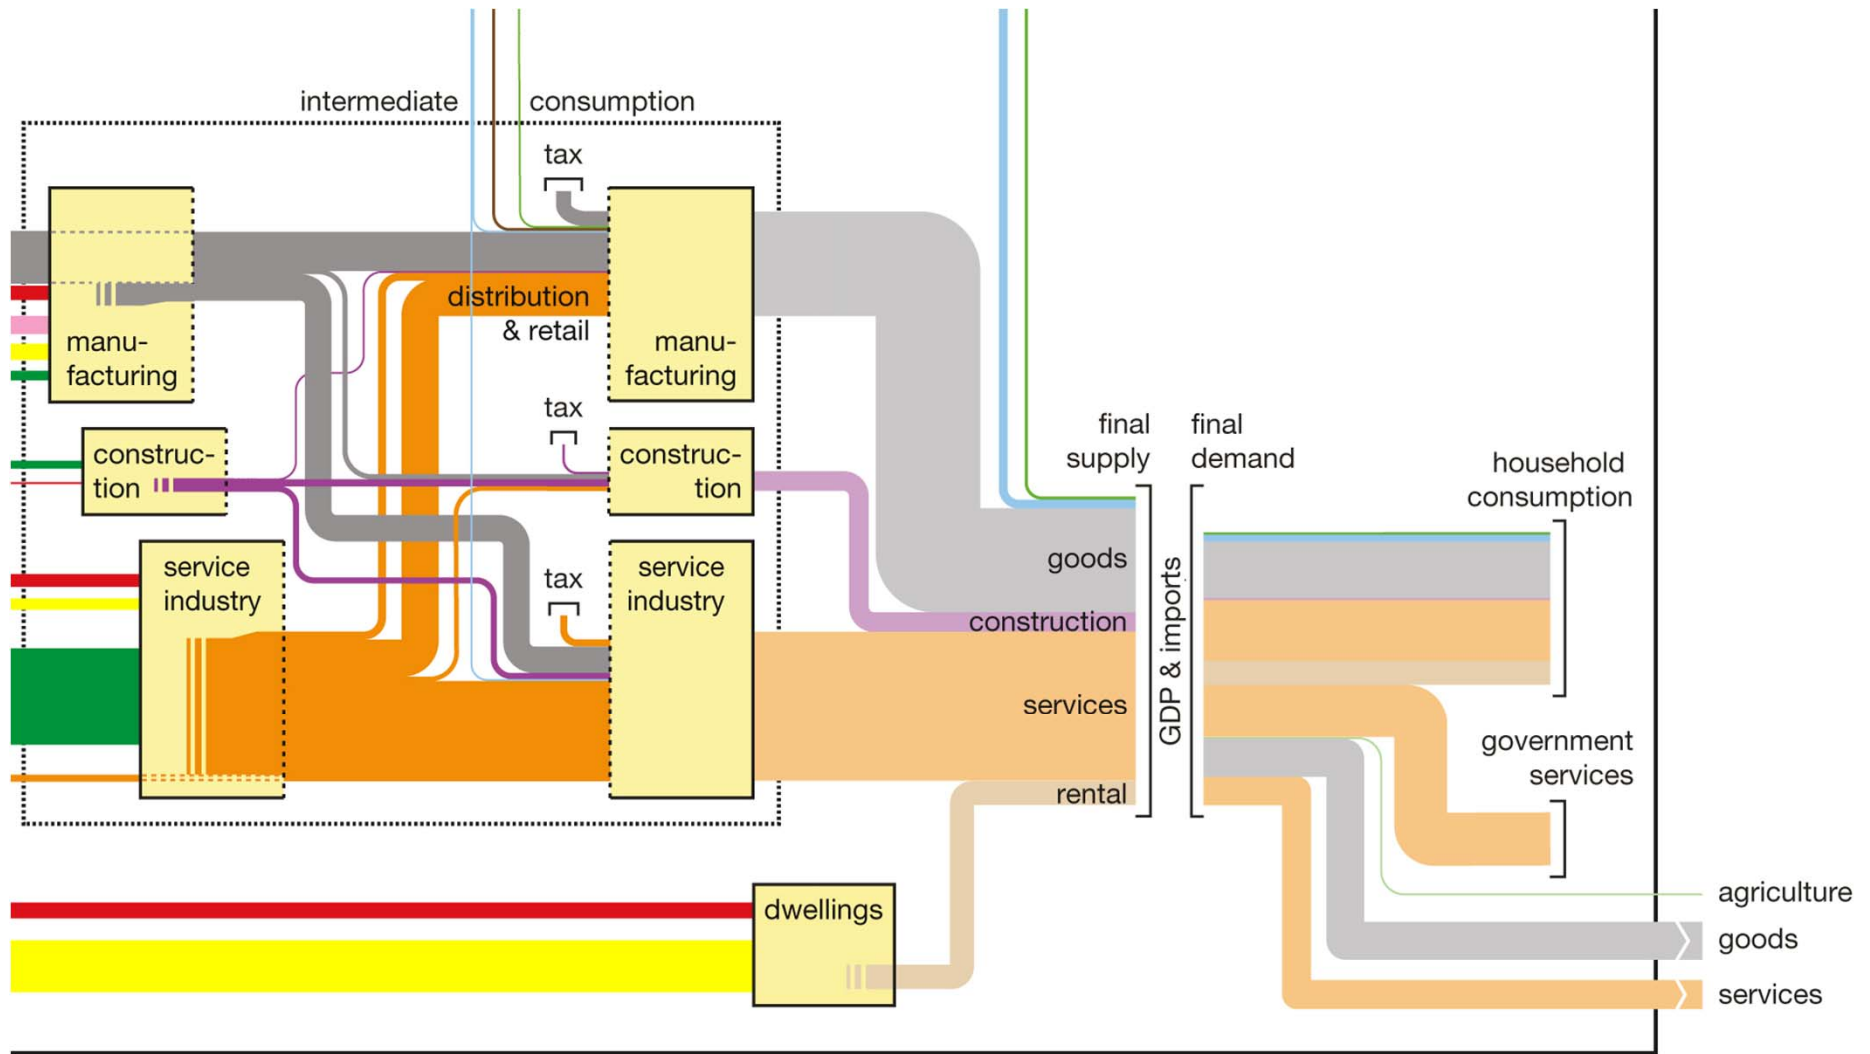 intermediate
consumption
tax
distribution
& retail
manu-
facturing
manu-
facturing
tax
final
supply
final
demand
construc-
tion
construc-
tion
household
consumption
goods
service
industry
tax
service
industry
construction
GDP & imports
services
government
services
rental
dwellings
agriculture
goods
services